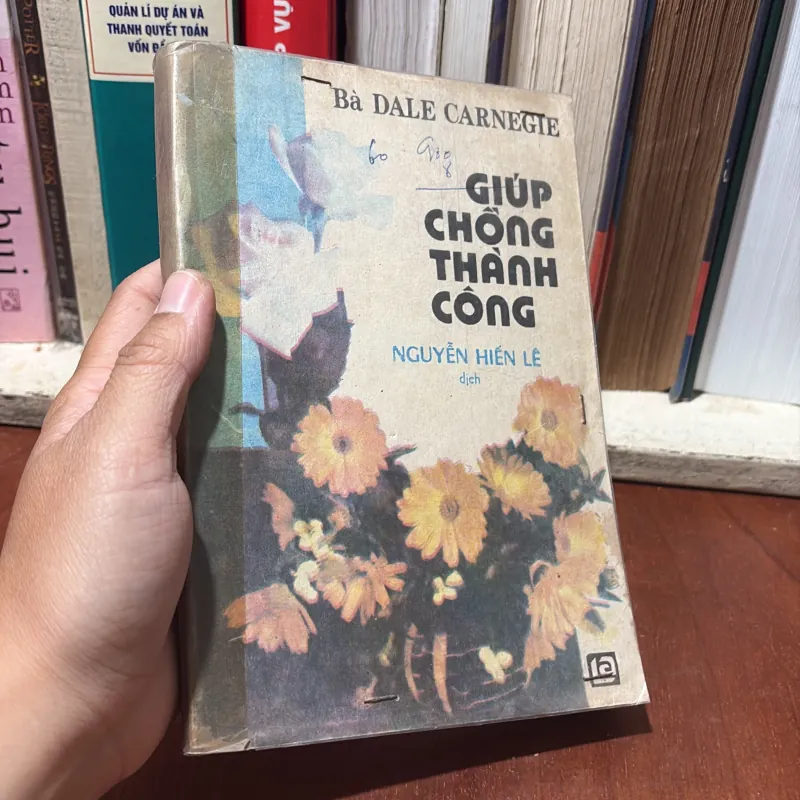 QUẢN LÍ DỰ ÁN VÀ
THANH QUYẾT TOÁN
Bà DALE CARNEGIE
GIÚP
CHỒNG
THÀNH
CÔNG
NGUYỄN HIẾN LÊ
dịch